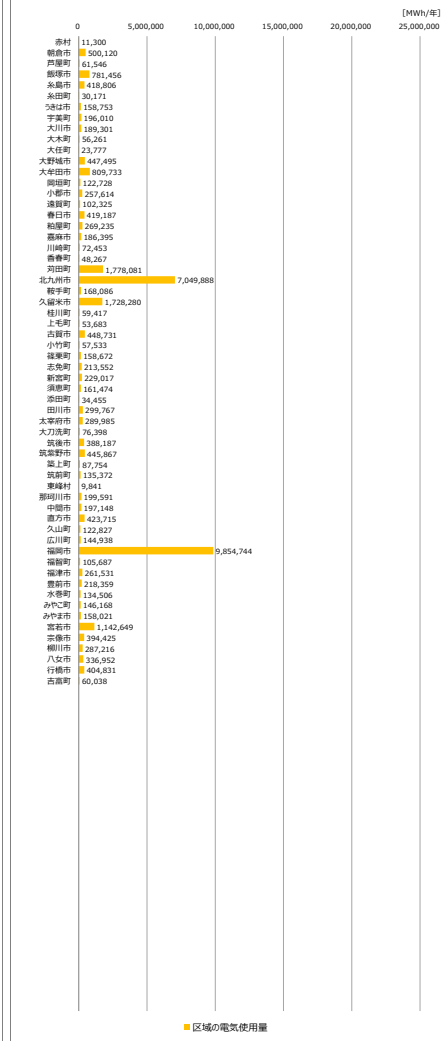 [MWh/年]
0 5,000,000 10,000,000 15,000,000 20,000,000 25,000,000
赤村 11,300
朝倉市 500,120
芦屋町 61,546
飯塚市 781,456
糸島市 418,806
糸田町 30,171
うきは市 158,753
宇美町 196,010
大川市 189,301
大木町 56,261
大任町 23,777
大野城市 447,495
大牟田市 809,733
岡垣町 122,728
小郡市 257,614
遠賀町 102,325
春日市 419,187
粕屋町 269,235
嘉麻市 186,395
川崎町 72,453
香春町 48,267
苅田町 1,778,081
北九州市 7,049,888
鞍手町 168,086
久留米市 1,728,280
桂川町 59,417
上毛町 53,683
古賀市 448,731
小竹町 57,533
篠栗町 158,672
志免町 213,552
新宮町 229,017
須恵町 161,474
添田町 34,455
田川市 299,767
太宰府市 289,985
大刀洗町 76,398
筑後市 388,187
筑紫野市 445,867
築上町 87,754
筑前町 135,372
東峰村 9,841
那珂川市 199,591
中間市 197,148
直方市 423,715
久山町 122,827
広川町 144,938
福岡市 9,854,744
福智町 105,687
福津市 261,531
豊前市 218,359
水巻町 134,506
みやこ町 146,168
みやま市 158,021
宮若市 1,142,649
宗像市 394,425
柳川市 287,216
八女市 336,952
行橋市 404,831
吉富町 60,038
区域の電気使用量